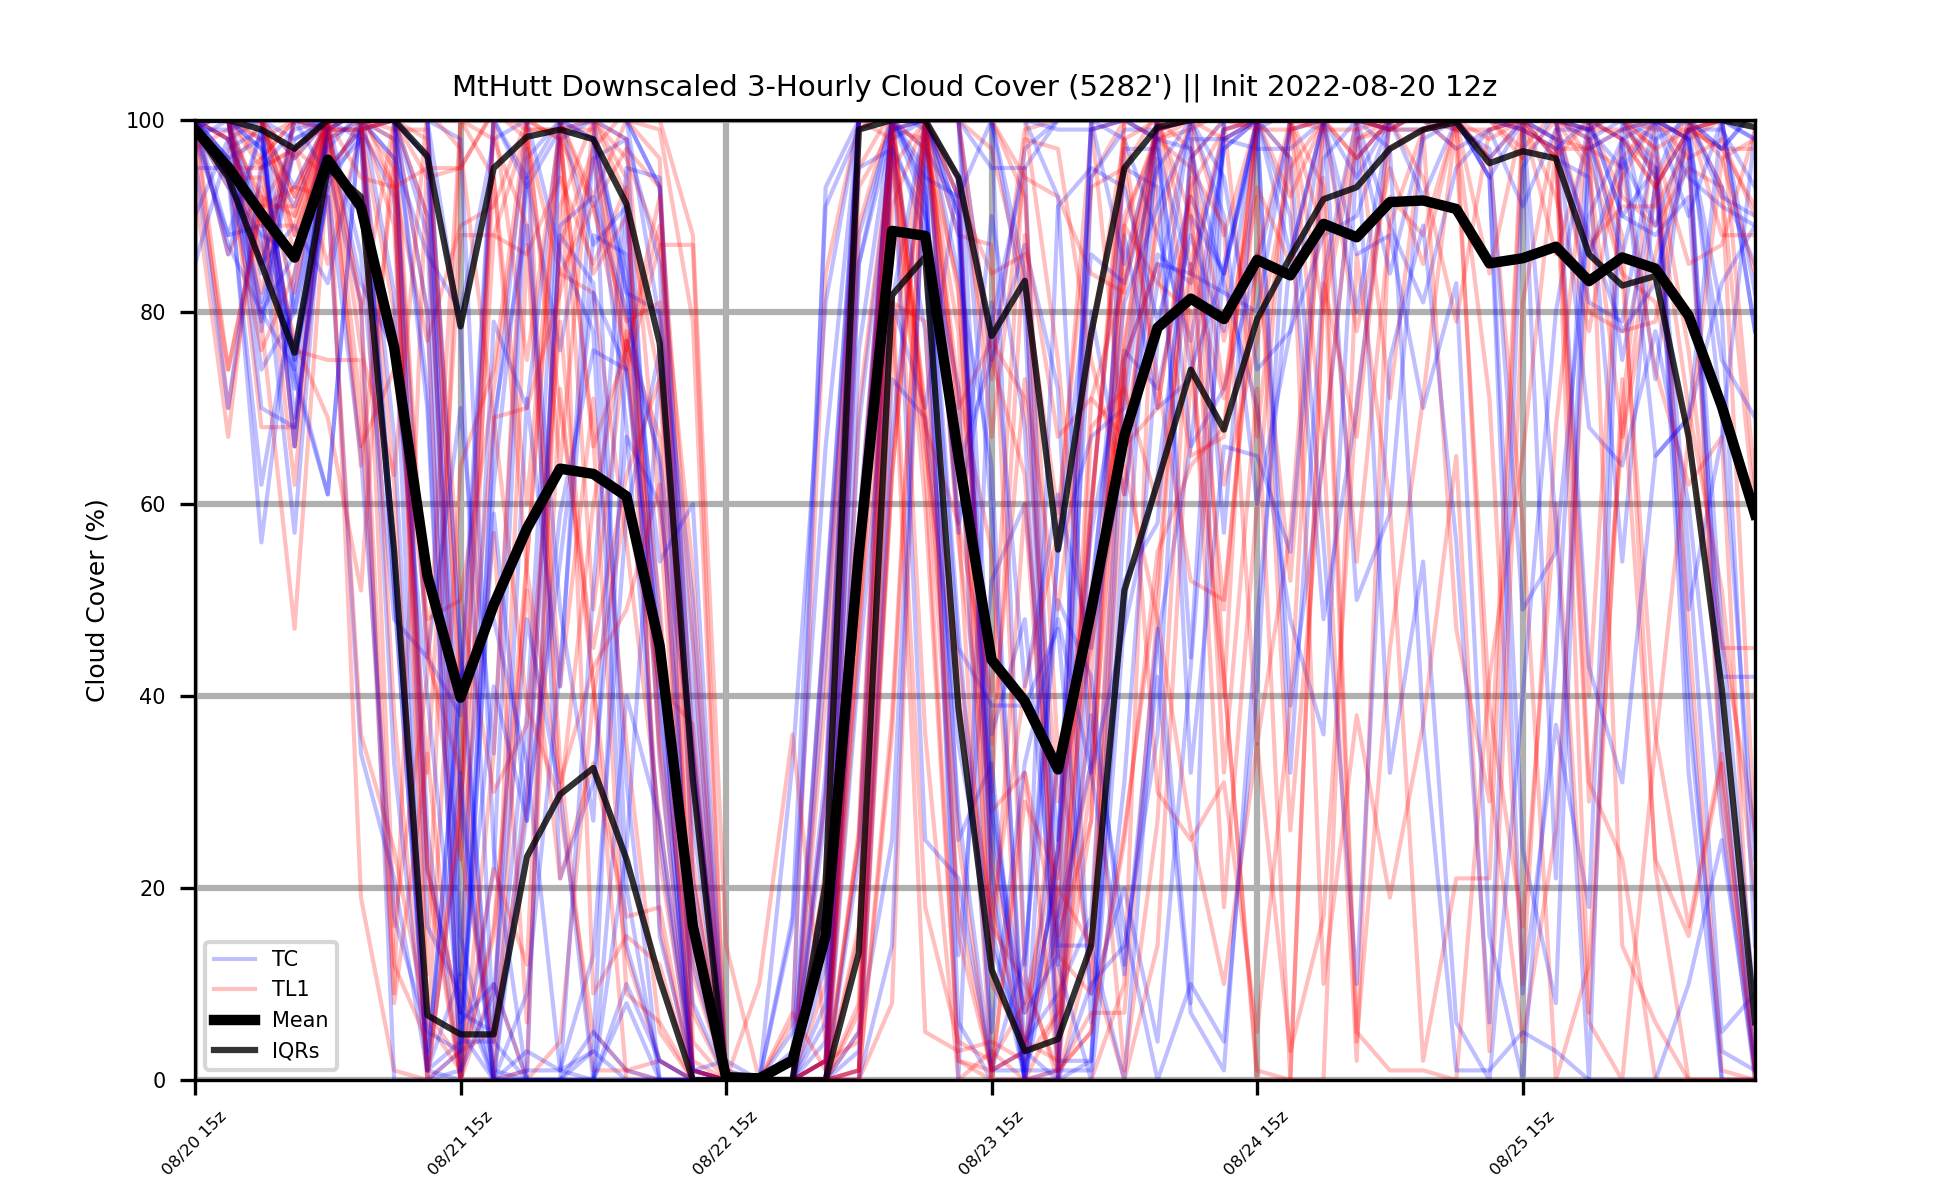 MtHutt Downscaled 3-Hourly Cloud Cover (5282') || Init 2022-08-20 12z
100
80
60
40
20
0
Cloud Cover (%)
TC
TL1
Mean
IQRs
08/20 15z
08/21 15z
08/22 15z
08/23 15z
08/24 15z
08/25 15z